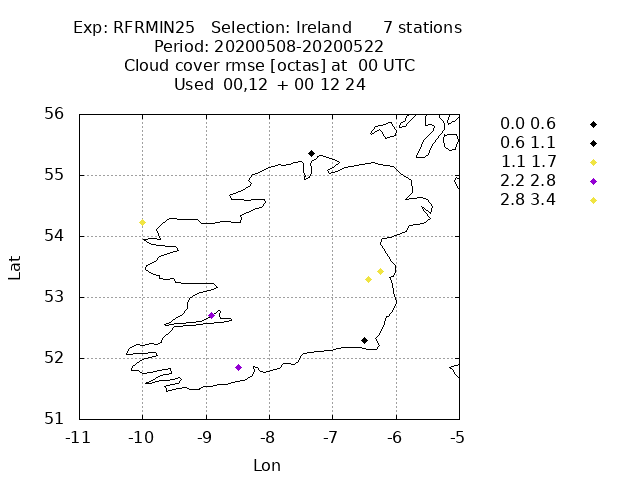 Exp: RFRMIN25 Selection: Ireland 7 stations
Period: 20200508-20200522
Cloud cover rmse [octas] at 00 UTC
Used 00,12 + 00 12 24
56
55
54
53
52
51
Lat
-11 -10 -9 -8 -7 -6 -5
Lon
0.0 0.6
0.6 1.1
1.1 1.7
2.2 2.8
2.8 3.4